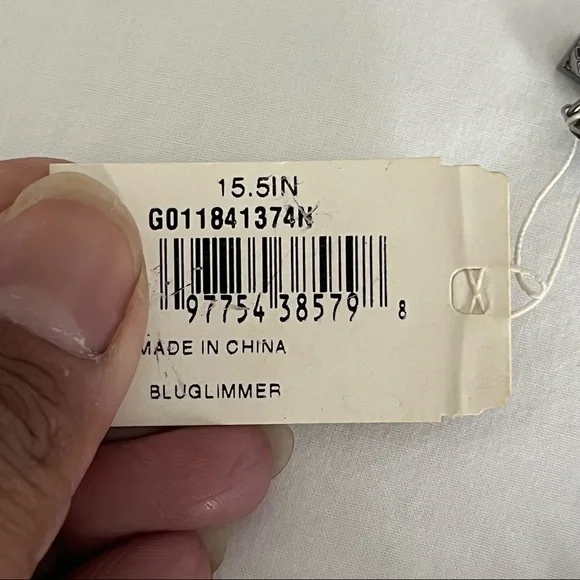 15.5IN
G011841374N
97754 38579 8
MADE IN CHINA
BLUGLIMMER